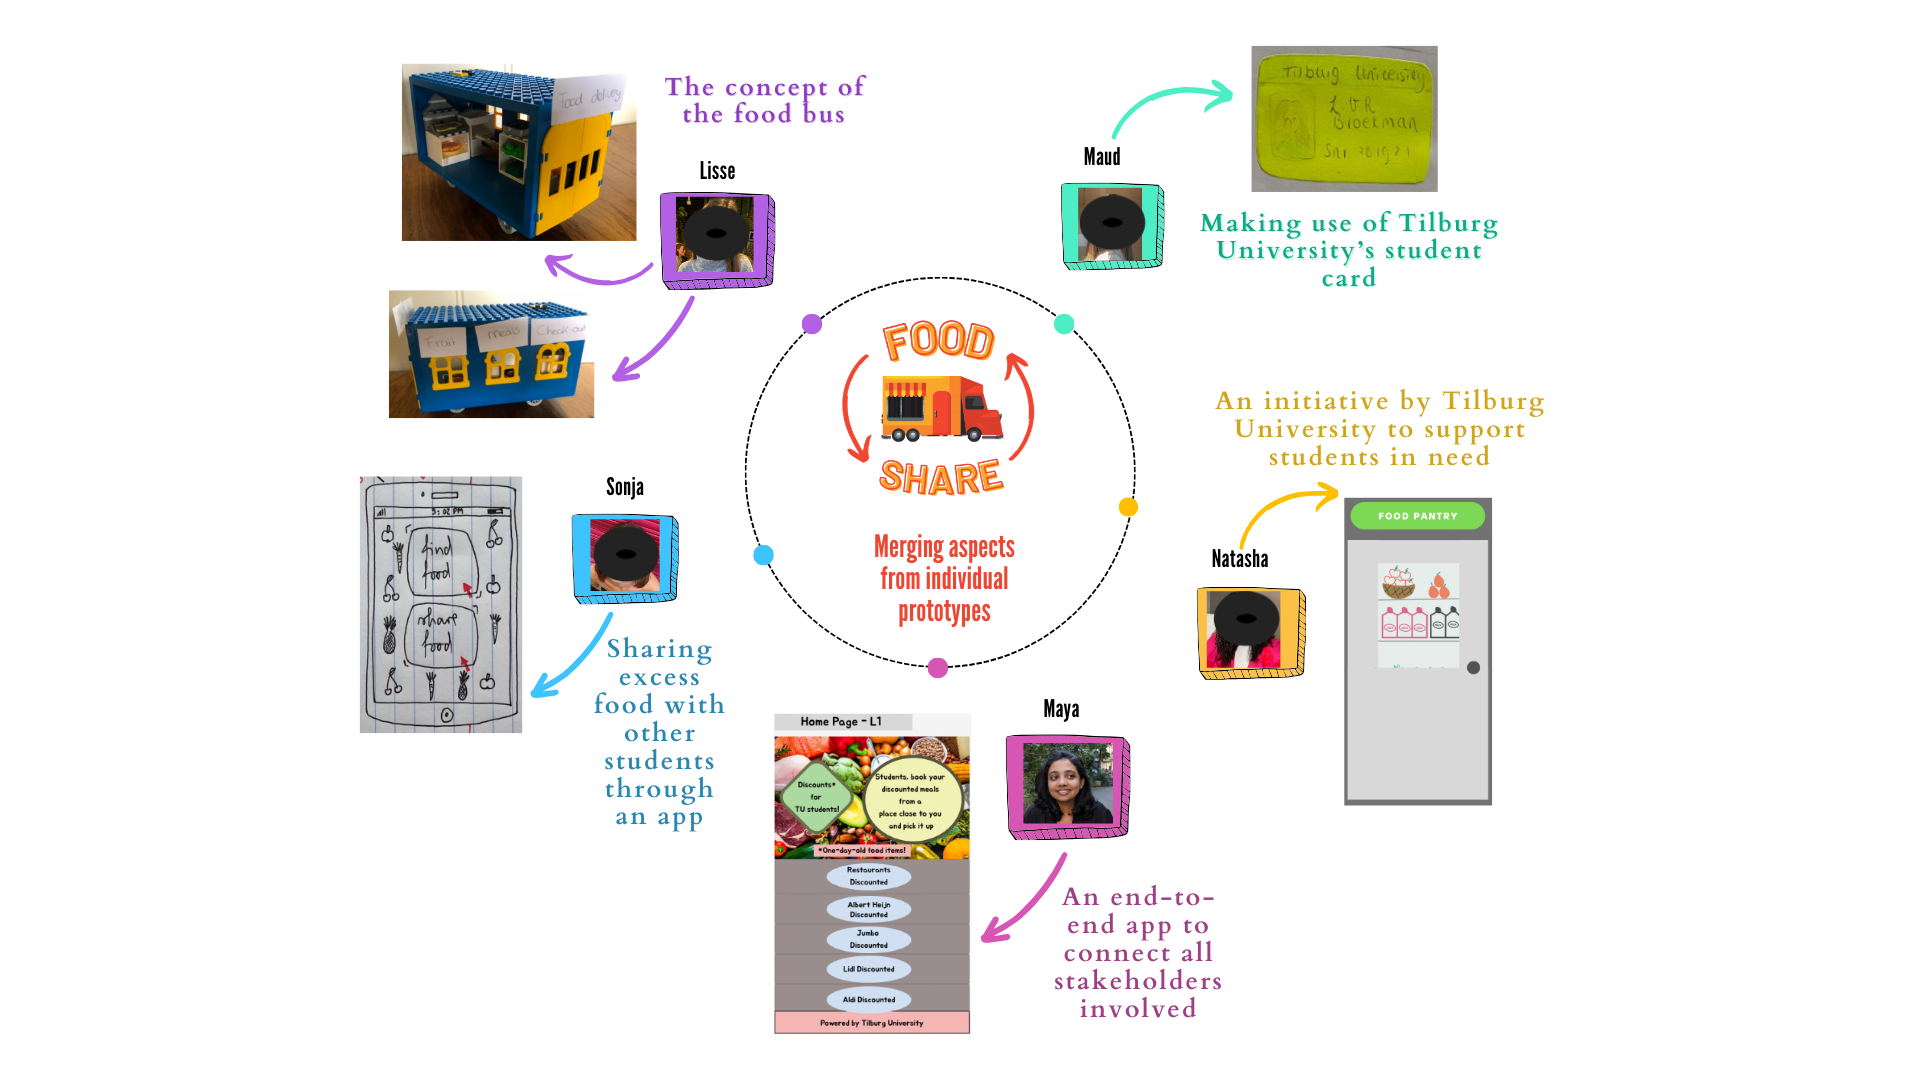 The concept of
the food bus
Lisse
Food delivery
Fruit
Meals
Check-out
Maud
Tilburg University
L V R
Broekman
Snr
Making use of Tilburg
University's student
card
FOOD
SHARE
Merging aspects
from individual
prototypes
An initiative by Tilburg
University to support
students in need
Natasha
FOOD PANTRY
Sonja
5:02 PM
find
food
share
food
Sharing
excess
food with
other
students
through
an app
Maya
Home Page - L1
Discounts*
for
TU students!
Students, book your
discounted meals
from a
place close to you
and pick it up
*One-day-old food items!
Restaurants
Discounted
Albert Heijn
Discounted
Jumbo
Discounted
Lidl Discounted
Aldi Discounted
Powered by Tilburg University
An end-to-
end app to
connect all
stakeholders
involved